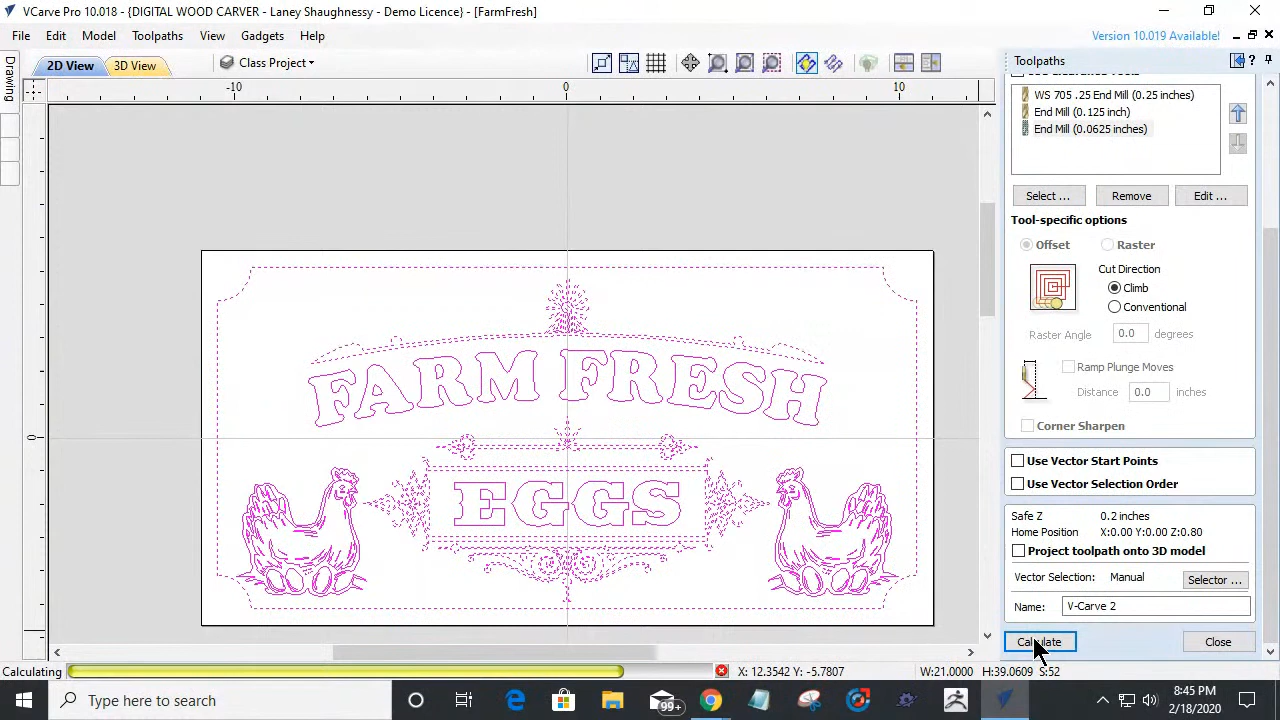 VCarve Pro 10.018 - {DIGITAL WOOD CARVER - Laney Shaughnessy - Demo Licence} - [FarmFresh]
File Edit Model Toolpaths View Gadgets Help
Version 10.019 Available!
2D View 3D View Class Project
Toolpaths
Drawing
-10 0 10
0
WS 705 .25 End Mill (0.25 inches)
End Mill (0.125 inch)
End Mill (0.0625 inches)
Select ... Remove Edit ...
Tool-specific options
Offset Raster
Cut Direction
Climb
Conventional
Raster Angle 0.0 degrees
Ramp Plunge Moves
Distance 0.0 inches
Corner Sharpen
Use Vector Start Points
Use Vector Selection Order
Safe Z 0.2 inches
Home Position X:0.00 Y:0.00 Z:0.80
Project toolpath onto 3D model
Vector Selection: Manual Selector ...
Name: V-Carve 2
Calculate Close
FARM FRESH
EGGS
Calculating
X: 12.3542 Y: -5.7807
W:21.0000 H:39.0609 S:52
Type here to search
99+
8:45 PM
2/18/2020